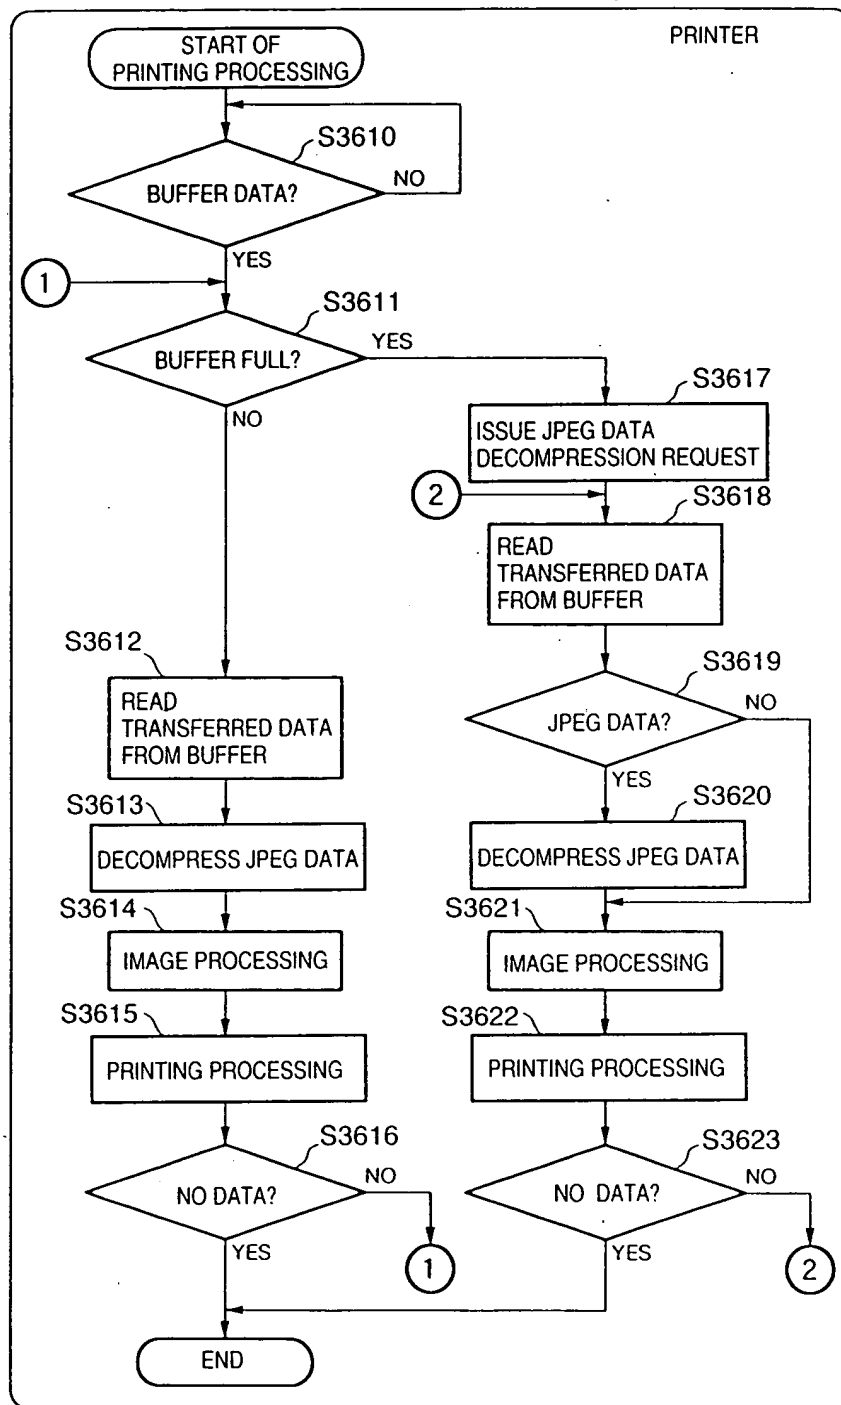 PRINTER
START OF
PRINTING PROCESSING
S3610
BUFFER DATA?
NO
YES
1
S3611
BUFFER FULL?
YES
NO
S3617
ISSUE JPEG DATA
DECOMPRESSION REQUEST
2
S3618
READ
TRANSFERRED DATA
FROM BUFFER
S3612
READ
TRANSFERRED DATA
FROM BUFFER
S3619
JPEG DATA?
NO
YES
S3613
DECOMPRESS JPEG DATA
S3620
DECOMPRESS JPEG DATA
S3614
IMAGE PROCESSING
S3621
IMAGE PROCESSING
S3615
PRINTING PROCESSING
S3622
PRINTING PROCESSING
S3616
NO DATA?
NO
YES
1
S3623
NO DATA?
NO
YES
2
END